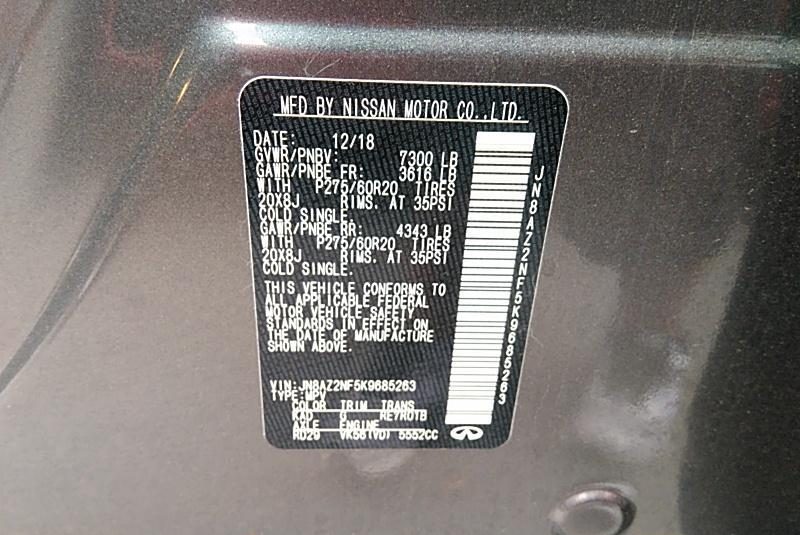 MFD BY NISSAN MOTOR CO.,LTD.
DATE: 12/18
GVWR/PNBV: 7300 LB
GAWR/PNBE FR: 3616 LB
WITH P275/60R20 TIRES
20X8J RIMS. AT 35PSI
COLD SINGLE.
GAWR/PNBE RR: 4343 LB
WITH P275/60R20 TIRES
20X8J RIMS. AT 35PSI
COLD SINGLE.
THIS VEHICLE CONFORMS TO
ALL APPLICABLE FEDERAL
MOTOR VEHICLE SAFETY
STANDARDS IN EFFECT ON
THE DATE OF MANUFACTURE
SHOWN ABOVE.
VIN: JN8AZ2NF5K9685263
TYPE: MPV
COLOR TRIM TRANS
KAD G RE7R01B
AXLE ENGINE
RD29 VK56(VD) 5552CC
JN8AZ2NF5K9685263